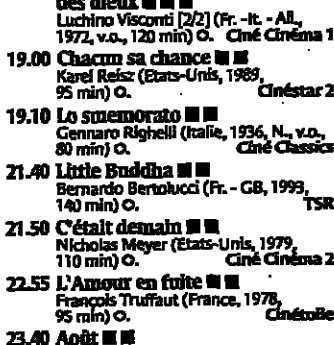 des dieux ■ ■ ■
Luchino Visconti [2/2] (Fr. - It. - All.,
1972, v.o., 120 min) O. Ciné Cinéma 1
19.00 Chacun sa chance ■ ■
Karel Reisz (Etats-Unis, 1989,
95 min) O. Cinéstar 2
19.10 Lo smemorato ■ ■
Gennaro Righelli (Italie, 1936, N., v.o.,
80 min) O. Ciné Classics
21.40 Little Buddha ■ ■
Bernardo Bertolucci (Fr. - GB, 1993,
140 min) O. TSR
21.50 C'était demain ■ ■
Nicholas Meyer (Etats-Unis, 1979,
110 min) O. Ciné Cinéma 2
22.55 L'Amour en fuite ■ ■
François Truffaut (France, 1978,
95 min) O. Cinétoile
23.40 Août ■ ■